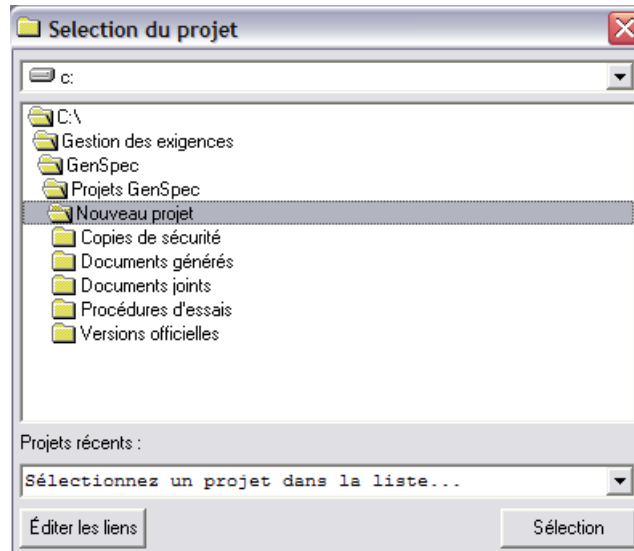 Selection du projet
c:
C:\
Gestion des exigences
GenSpec
Projets GenSpec
Nouveau projet
Copies de sécurité
Documents générés
Documents joints
Procédures d'essais
Versions officielles
Projets récents :
Sélectionnez un projet dans la liste...
Éditer les liens
Sélection